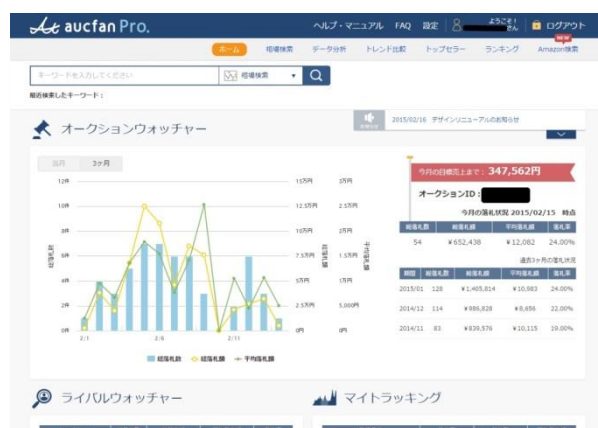 aucfan Pro.
ヘルプ・マニュアル FAQ 設定 ようこそ! さん ログアウト
ホーム 相場検索 データ分析 トレンド比較 トップセラー ランキング Amazon検索
NEW
キーワードを入力してください 相場検索
最近検索したキーワード:
2015/02/16 デザインリニューアルのお知らせ
オークションウォッチャー
当月 3ヶ月
12件 15万円 3万円
10件 12.5万円 2.5万円
8件 10万円 2万円
6件 7.5万円 1.5万円
4件 5万円 1万円
2件 2.5万円 5,000円
0件 0円 0円
総落札数 総落札額 平均落札額
2/1 2/6 2/11
総落札数 総落札額 平均落札額
今月の目標売上まで: 347,562円
オークションID:
今月の落札状況 2015/02/15 時点
総落札数 総落札額 平均落札額 落札率
54 ¥652,438 ¥12,082 24.00%
過去3ヶ月の落札状況
期間 総落札数 総落札額 平均落札額 落札率
2015/01 128 ¥1,405,814 ¥10,983 24.00%
2014/12 114 ¥986,828 ¥8,656 22.00%
2014/11 83 ¥839,576 ¥10,115 19.00%
ライバルウォッチャー
マイトラッキング